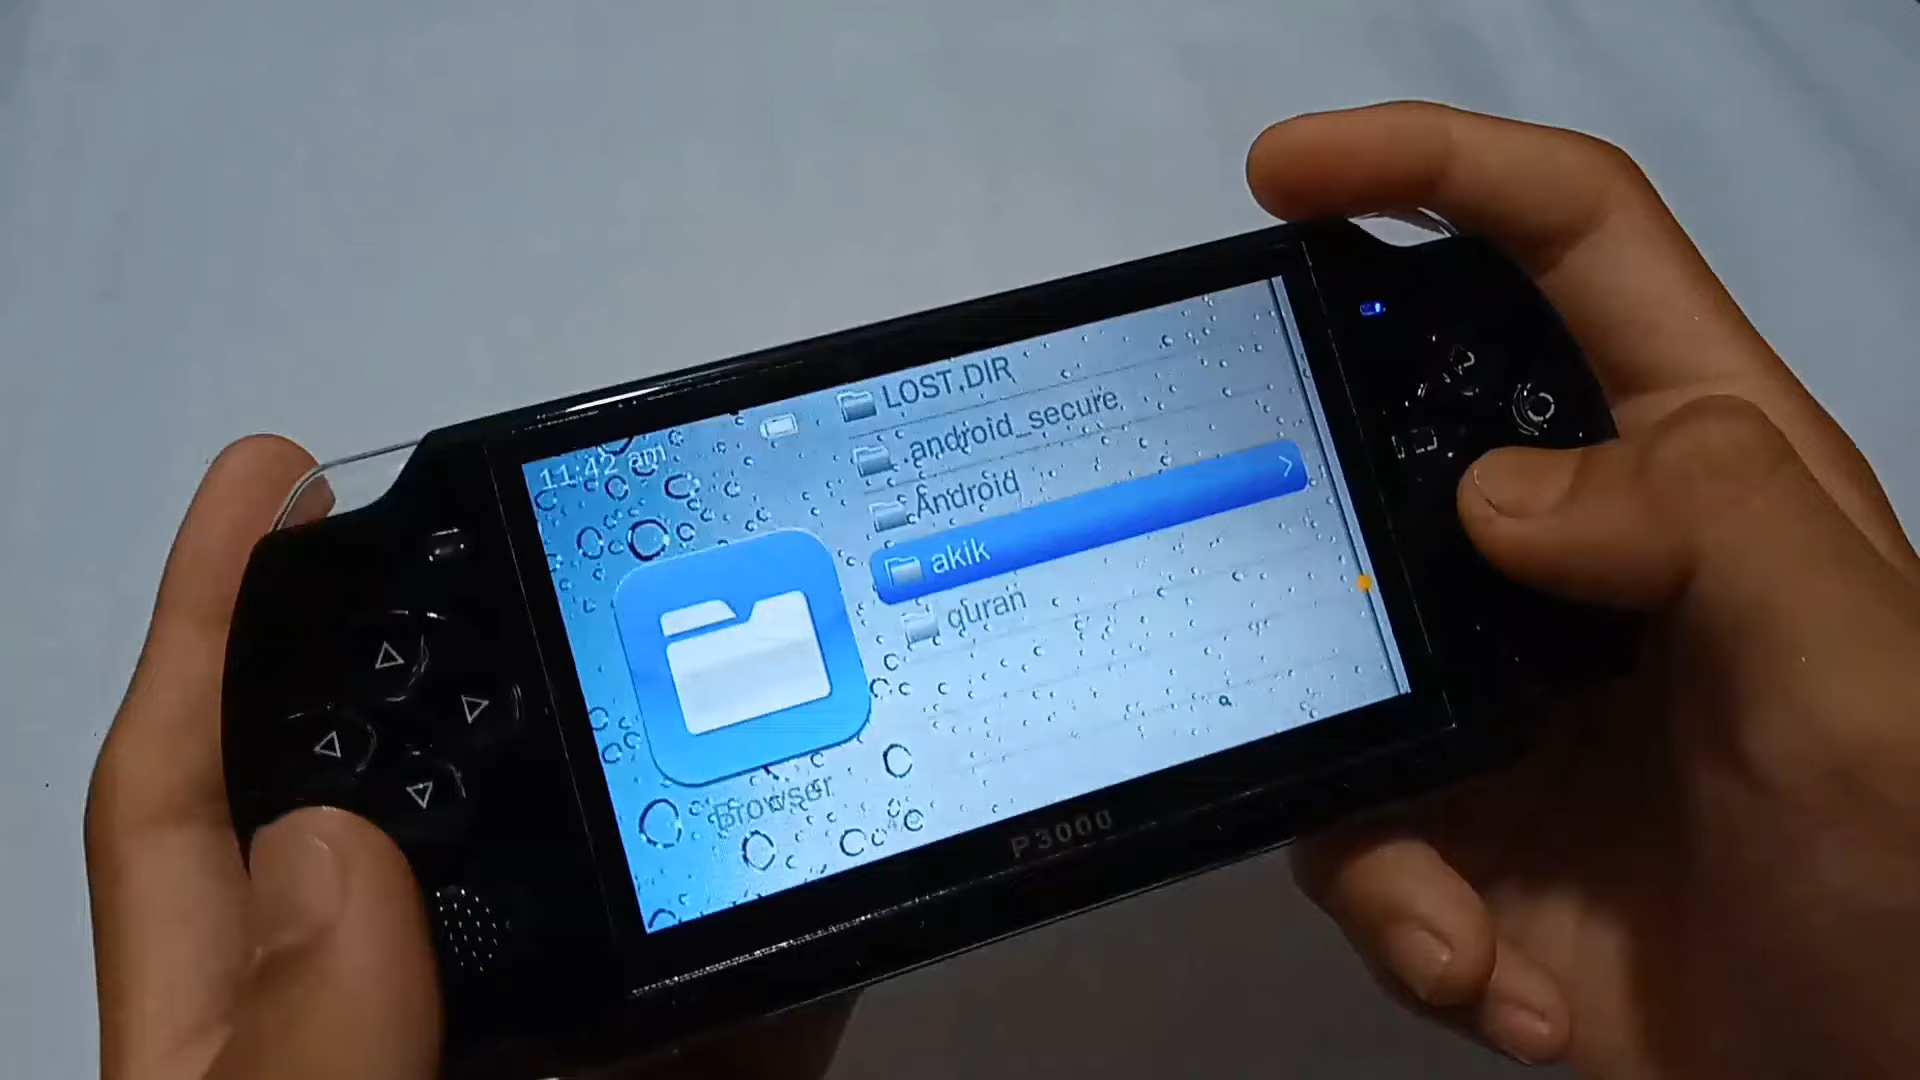 11:42 am
LOST.DIR
.android_secure
Android
akik
quran
Browser
P3000